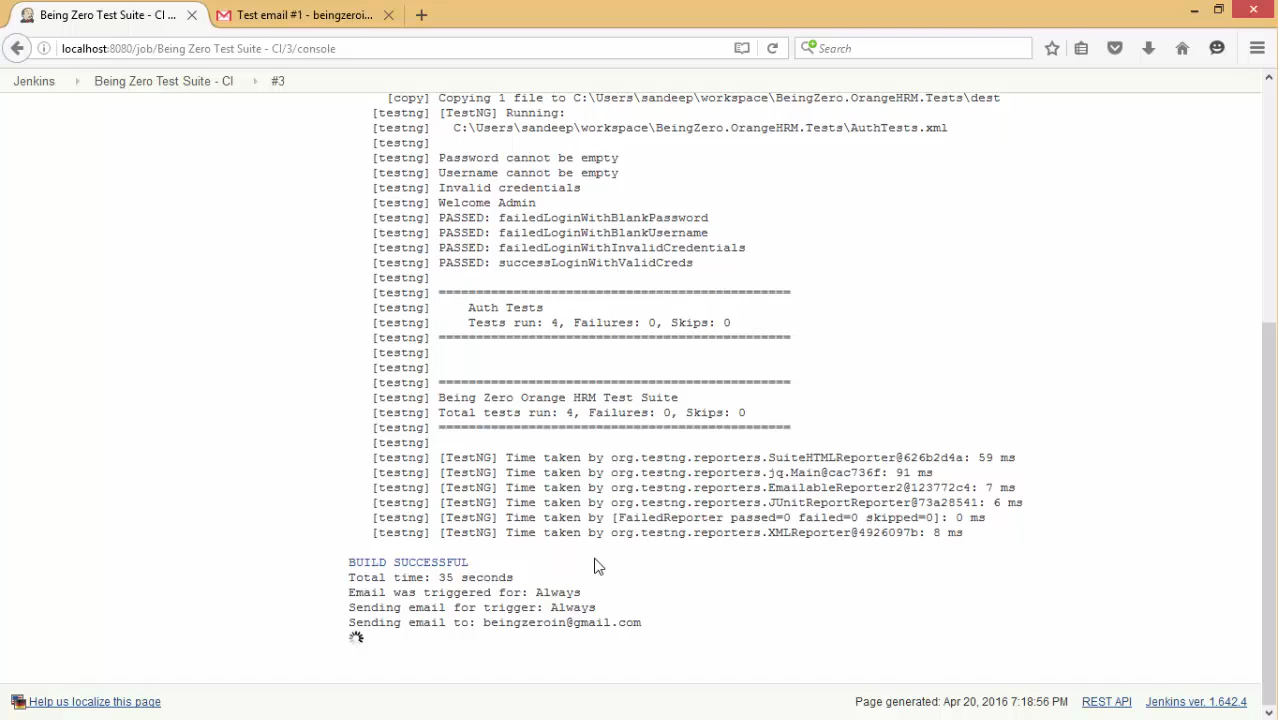 Being Zero Test Suite - CI ...
Test email #1 - beingzeroi...
localhost:8080/job/Being Zero Test Suite - CI/3/console
Search
Jenkins
Being Zero Test Suite - CI
#3
[copy] Copying 1 file to C:\Users\sandeep\workspace\BeingZero.OrangeHRM.Tests\dest
[testng] [TestNG] Running:
[testng] C:\Users\sandeep\workspace\BeingZero.OrangeHRM.Tests\AuthTests.xml
[testng]
[testng] Password cannot be empty
[testng] Username cannot be empty
[testng] Invalid credentials
[testng] Welcome Admin
[testng] PASSED: failedLoginWithBlankPassword
[testng] PASSED: failedLoginWithBlankUsername
[testng] PASSED: failedLoginWithInvalidCredentials
[testng] PASSED: successLoginWithValidCreds
[testng]
[testng] ===============================================
[testng] Auth Tests
[testng] Tests run: 4, Failures: 0, Skips: 0
[testng] ===============================================
[testng]
[testng]
[testng] ===============================================
[testng] Being Zero Orange HRM Test Suite
[testng] Total tests run: 4, Failures: 0, Skips: 0
[testng] ===============================================
[testng]
[testng] [TestNG] Time taken by org.testng.reporters.SuiteHTMLReporter@626b2d4a: 59 ms
[testng] [TestNG] Time taken by org.testng.reporters.jq.Main@cac736f: 91 ms
[testng] [TestNG] Time taken by org.testng.reporters.EmailableReporter2@123772c4: 7 ms
[testng] [TestNG] Time taken by org.testng.reporters.JUnitReportReporter@73a28541: 6 ms
[testng] [TestNG] Time taken by [FailedReporter passed=0 failed=0 skipped=0]: 0 ms
[testng] [TestNG] Time taken by org.testng.reporters.XMLReporter@4926097b: 8 ms
BUILD SUCCESSFUL
Total time: 35 seconds
Email was triggered for: Always
Sending email for trigger: Always
Sending email to: beingzeroin@gmail.com
Help us localize this page
Page generated: Apr 20, 2016 7:18:56 PM
REST API
Jenkins ver. 1.642.4